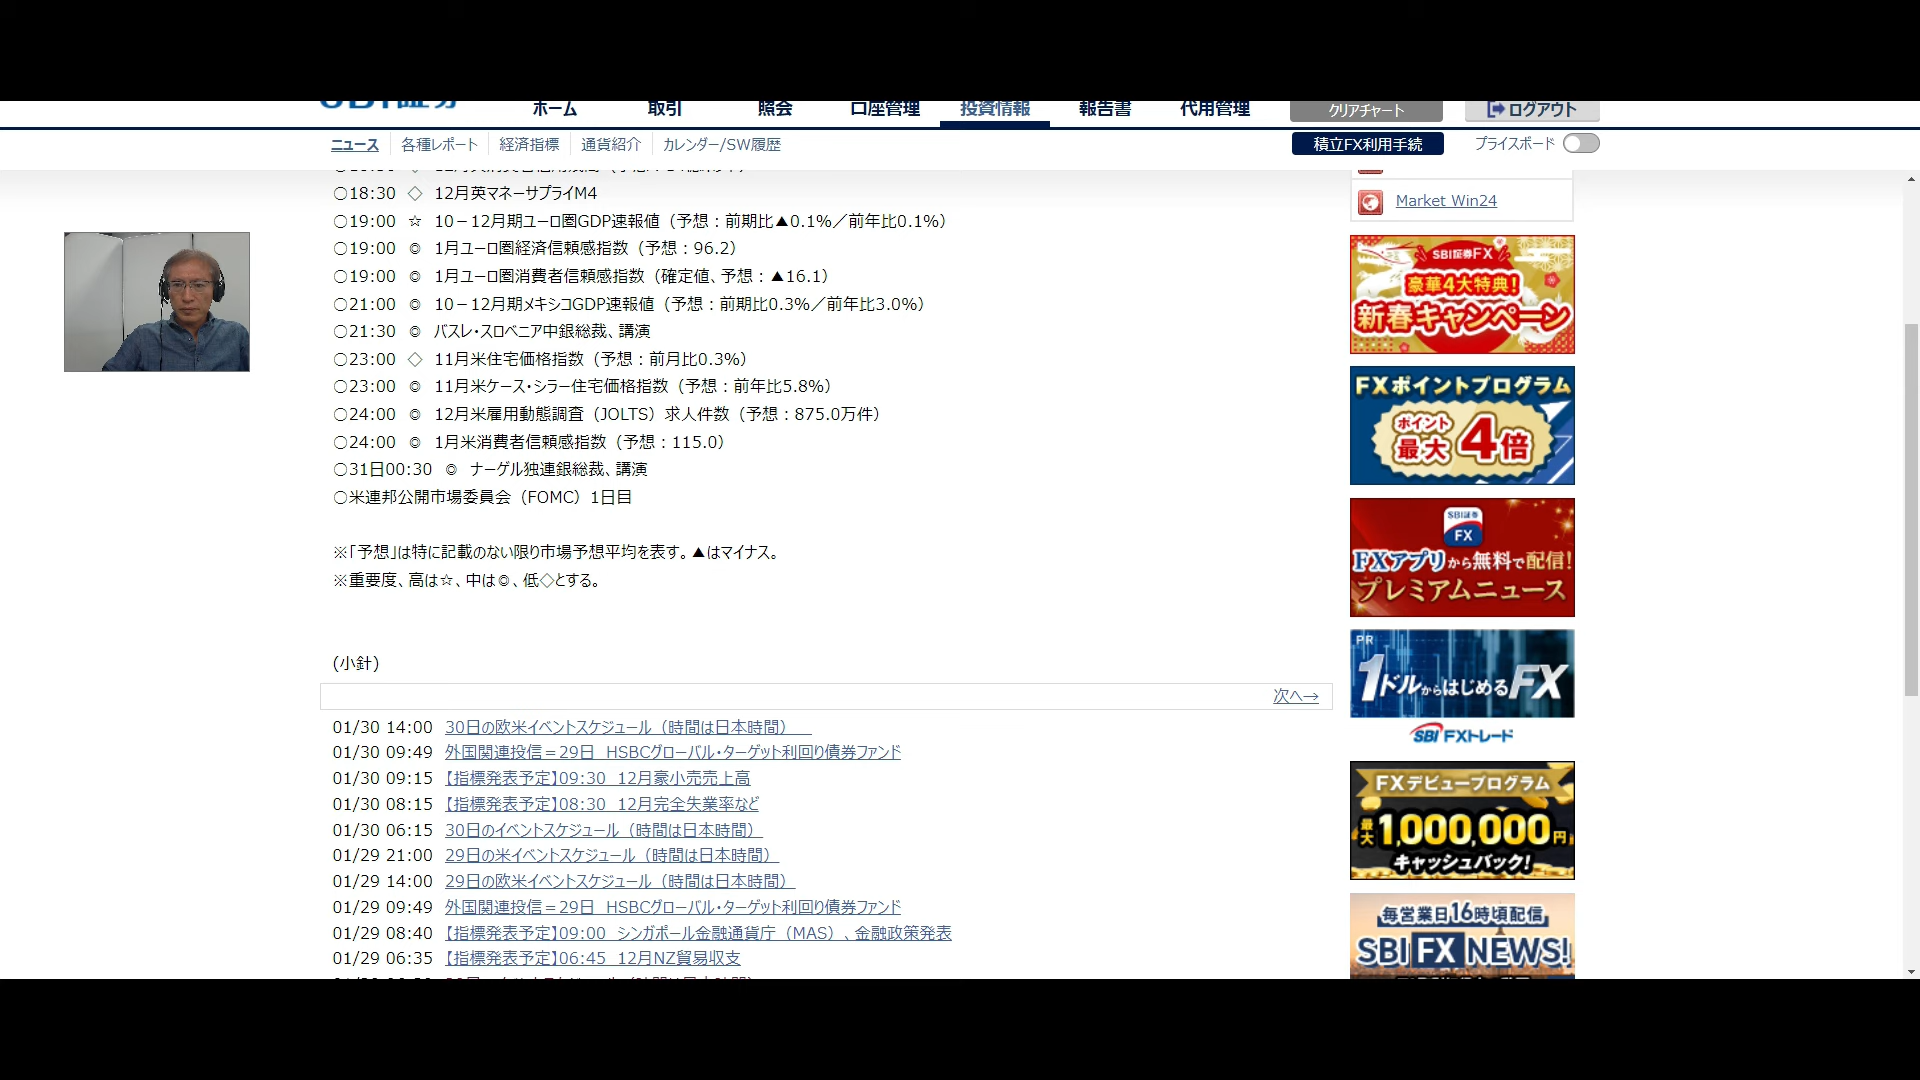 SBI証券
ホーム 取引 照会 口座管理 投資情報 報告書 代用管理 クリアチャート ログアウト
ニュース 各種レポート 経済指標 通貨紹介 カレンダー/SW履歴 積立FX利用手続 プライスボード
○18:30 ◇ 12月英マネーサプライM4
○19:00 ☆ 10－12月期ユーロ圏GDP速報値（予想：前期比▲0.1%／前年比0.1%）
○19:00 ◎ 1月ユーロ圏経済信頼感指数（予想：96.2）
○19:00 ◎ 1月ユーロ圏消費者信頼感指数（確定値、予想：▲16.1）
○21:00 ◎ 10－12月期メキシコGDP速報値（予想：前期比0.3%／前年比3.0%）
○21:30 ◎ バスレ・スロベニア中銀総裁、講演
○23:00 ◇ 11月米住宅価格指数（予想：前月比0.3%）
○23:00 ◎ 11月米ケース・シラー住宅価格指数（予想：前年比5.8%）
○24:00 ◎ 12月米雇用動態調査（JOLTS）求人件数（予想：875.0万件）
○24:00 ◎ 1月米消費者信頼感指数（予想：115.0）
○31日00:30 ◎ ナーゲル独連銀総裁、講演
○米連邦公開市場委員会（FOMC）1日目
※「予想」は特に記載のない限り市場予想平均を表す。▲はマイナス。
※重要度、高は☆、中は◎、低◇とする。
(小針)
次へ→
01/30 14:00 30日の欧米イベントスケジュール（時間は日本時間）
01/30 09:49 外国関連投信＝29日 HSBCグローバル・ターゲット利回り債券ファンド
01/30 09:15 【指標発表予定】09:30 12月豪小売売上高
01/30 08:15 【指標発表予定】08:30 12月完全失業率など
01/30 06:15 30日のイベントスケジュール（時間は日本時間）
01/29 21:00 29日の米イベントスケジュール（時間は日本時間）
01/29 14:00 29日の欧米イベントスケジュール（時間は日本時間）
01/29 09:49 外国関連投信＝29日 HSBCグローバル・ターゲット利回り債券ファンド
01/29 08:40 【指標発表予定】09:00 シンガポール金融通貨庁（MAS）、金融政策発表
01/29 06:35 【指標発表予定】06:45 12月NZ貿易収支
Market Win24
SBI証券FX
豪華4大特典!
新春キャンペーン
FXポイントプログラム
ポイント
最大4倍
SBI証券
FX
FXアプリから無料で配信!
プレミアムニュース
PR
1ドルからはじめるFX
SBI FXトレード
FXデビュープログラム
最大1,000,000円
キャッシュバック!
毎営業日16時頃配信
SBI FX NEWS!